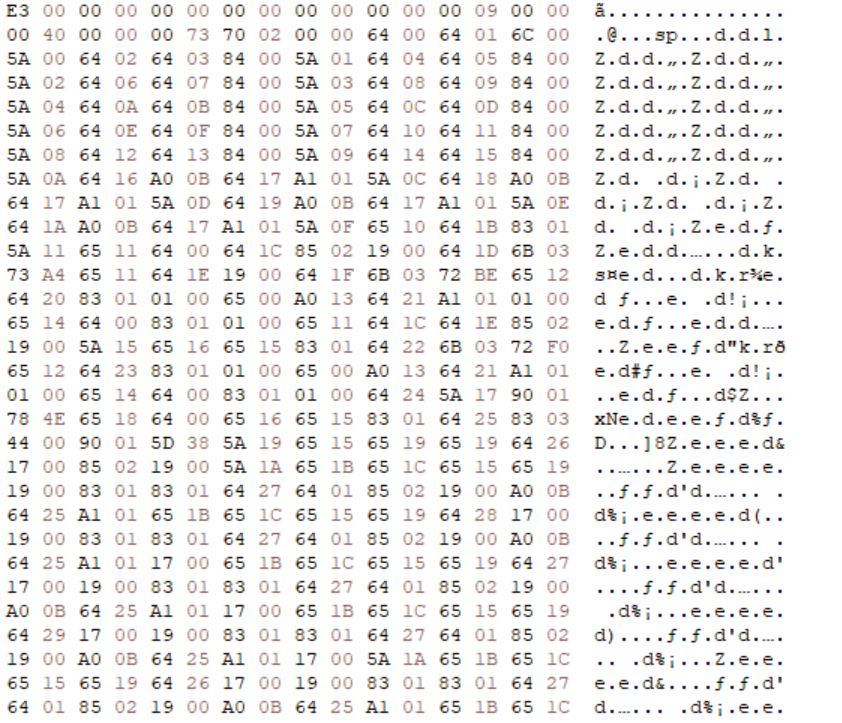 E3 00 00 00 00 00 00 00 00 00 00 00 00 09 00 00 ã...............
00 40 00 00 00 73 70 02 00 00 64 00 64 01 6C 00 .@...sp...d.d.l.
5A 00 64 02 64 03 84 00 5A 01 64 04 64 05 84 00 Z.d.d.„.Z.d.d.„.
5A 02 64 06 64 07 84 00 5A 03 64 08 64 09 84 00 Z.d.d.„.Z.d.d.„.
5A 04 64 0A 64 0B 84 00 5A 05 64 0C 64 0D 84 00 Z.d.d.„.Z.d.d.„.
5A 06 64 0E 64 0F 84 00 5A 07 64 10 64 11 84 00 Z.d.d.„.Z.d.d.„.
5A 08 64 12 64 13 84 00 5A 09 64 14 64 15 84 00 Z.d.d.„.Z.d.d.„.
5A 0A 64 16 A0 0B 64 17 A1 01 5A 0C 64 18 A0 0B Z.d. .d.¡.Z.d. .
64 17 A1 01 5A 0D 64 19 A0 0B 64 17 A1 01 5A 0E d.¡.Z.d. .d.¡.Z.
64 1A A0 0B 64 17 A1 01 5A 0F 65 10 64 1B 83 01 d. .d.¡.Z.e.d.ƒ.
5A 11 65 11 64 00 64 1C 85 02 19 00 64 1D 6B 03 Z.e.d.d.…...d.k.
73 A4 65 11 64 1E 19 00 64 1F 6B 03 72 BE 65 12 s¤e.d...d.k.r¾e.
64 20 83 01 01 00 65 00 A0 13 64 21 A1 01 01 00 d ƒ...e. .d!¡...
65 14 64 00 83 01 01 00 65 11 64 1C 64 1E 85 02 e.d.ƒ...e.d.d.….
19 00 5A 15 65 16 65 15 83 01 64 22 6B 03 72 F0 ..Z.e.e.ƒ.d"k.rð
65 12 64 23 83 01 01 00 65 00 A0 13 64 21 A1 01 e.d#ƒ...e. .d!¡.
01 00 65 14 64 00 83 01 01 00 64 24 5A 17 90 01 ..e.d.ƒ...d$Z...
78 4E 65 18 64 00 65 16 65 15 83 01 64 25 83 03 xNe.d.e.e.ƒ.d%ƒ.
44 00 90 01 5D 38 5A 19 65 15 65 19 65 19 64 26 D...]8Z.e.e.e.d&
17 00 85 02 19 00 5A 1A 65 1B 65 1C 65 15 65 19 ..…...Z.e.e.e.e.
19 00 83 01 83 01 64 27 64 01 85 02 19 00 A0 0B ..ƒ.ƒ.d'd.…... .
64 25 A1 01 65 1B 65 1C 65 15 65 19 64 28 17 00 d%¡.e.e.e.e.d(..
19 00 83 01 83 01 64 27 64 01 85 02 19 00 A0 0B ..ƒ.ƒ.d'd.…... .
64 25 A1 01 17 00 65 1B 65 1C 65 15 65 19 64 27 d%¡...e.e.e.e.d'
17 00 19 00 83 01 83 01 64 27 64 01 85 02 19 00 ....ƒ.ƒ.d'd.…...
A0 0B 64 25 A1 01 17 00 65 1B 65 1C 65 15 65 19 .d%¡...e.e.e.e.
64 29 17 00 19 00 83 01 83 01 64 27 64 01 85 02 d)....ƒ.ƒ.d'd.….
19 00 A0 0B 64 25 A1 01 17 00 5A 1A 65 1B 65 1C .. .d%¡...Z.e.e.
65 15 65 19 64 26 17 00 19 00 83 01 83 01 64 27 e.e.d&....ƒ.ƒ.d'
64 01 85 02 19 00 A0 0B 64 25 A1 01 65 1B 65 1C d.…... .d%¡.e.e.